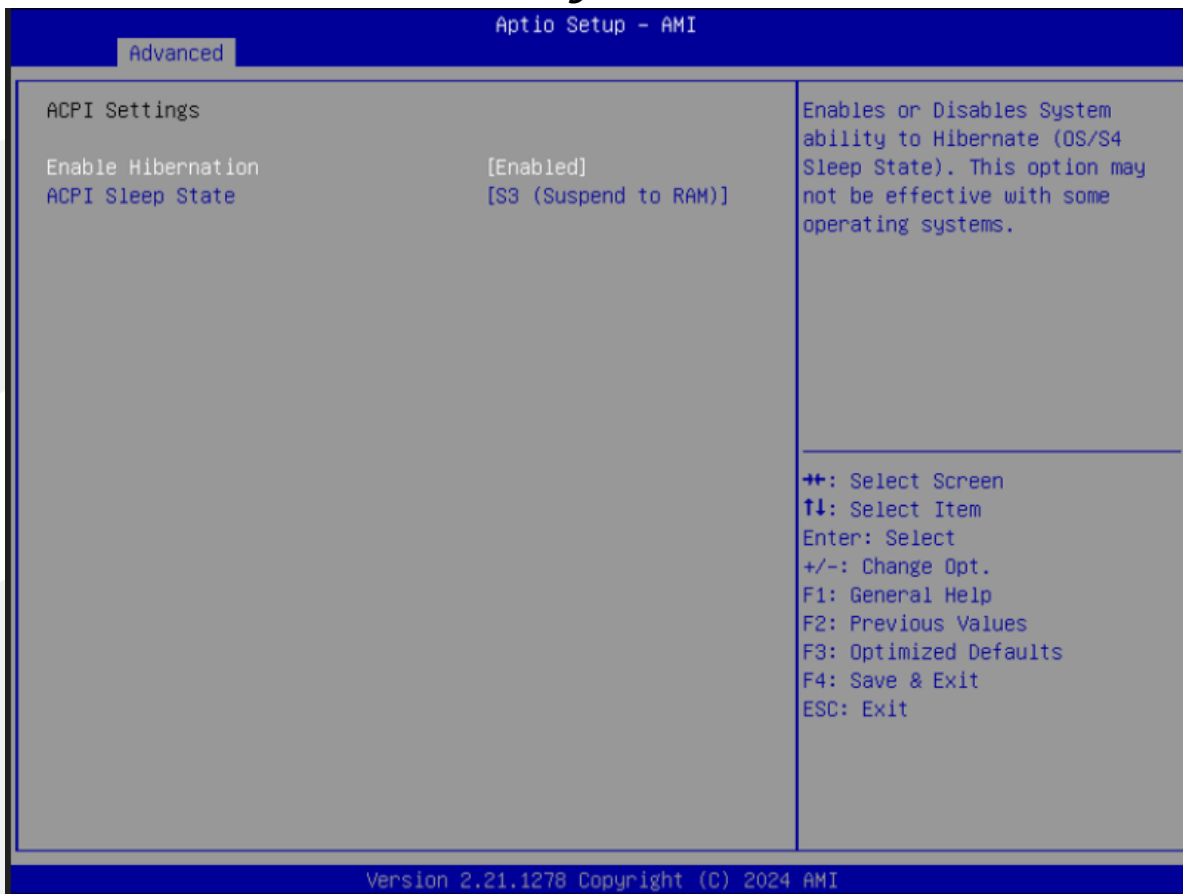 Aptio Setup – AMI
Advanced
ACPI Settings
Enable Hibernation [Enabled]
ACPI Sleep State [S3 (Suspend to RAM)]
Enables or Disables System
ability to Hibernate (OS/S4
Sleep State). This option may
not be effective with some
operating systems.
→←: Select Screen
↑↓: Select Item
Enter: Select
+/-: Change Opt.
F1: General Help
F2: Previous Values
F3: Optimized Defaults
F4: Save & Exit
ESC: Exit
Version 2.21.1278 Copyright (C) 2024 AMI